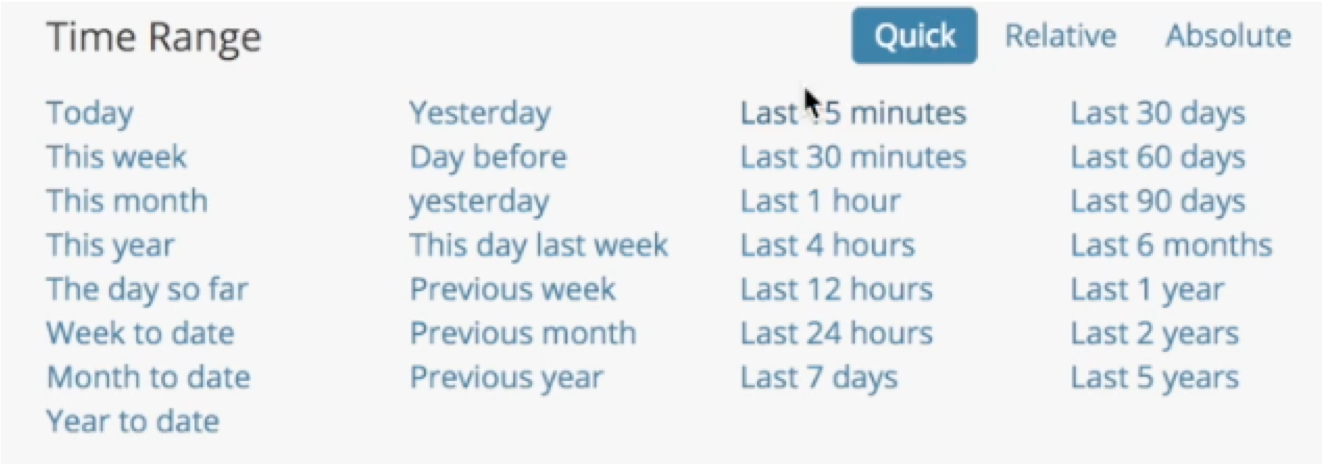 Time Range
Quick
Relative
Absolute
Today
This week
This month
This year
The day so far
Week to date
Month to date
Year to date
Yesterday
Day before
yesterday
This day last week
Previous week
Previous month
Previous year
Last 15 minutes
Last 30 minutes
Last 1 hour
Last 4 hours
Last 12 hours
Last 24 hours
Last 7 days
Last 30 days
Last 60 days
Last 90 days
Last 6 months
Last 1 year
Last 2 years
Last 5 years